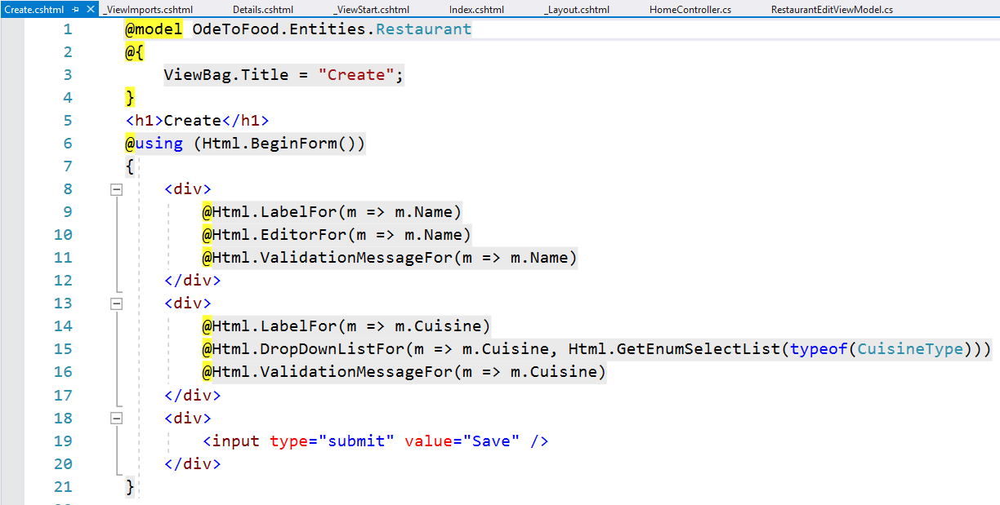 Create.cshtml _ViewImports.cshtml Details.cshtml _ViewStart.cshtml Index.cshtml _Layout.cshtml HomeController.cs RestaurantEditViewModel.cs
1 @model OdeToFood.Entities.Restaurant
2 @{
3 ViewBag.Title = "Create";
4 }
5 <h1>Create</h1>
6 @using (Html.BeginForm())
7 {
8 <div>
9 @Html.LabelFor(m => m.Name)
10 @Html.EditorFor(m => m.Name)
11 @Html.ValidationMessageFor(m => m.Name)
12 </div>
13 <div>
14 @Html.LabelFor(m => m.Cuisine)
15 @Html.DropDownListFor(m => m.Cuisine, Html.GetEnumSelectList(typeof(CuisineType)))
16 @Html.ValidationMessageFor(m => m.Cuisine)
17 </div>
18 <div>
19 <input type="submit" value="Save" />
20 </div>
21 }